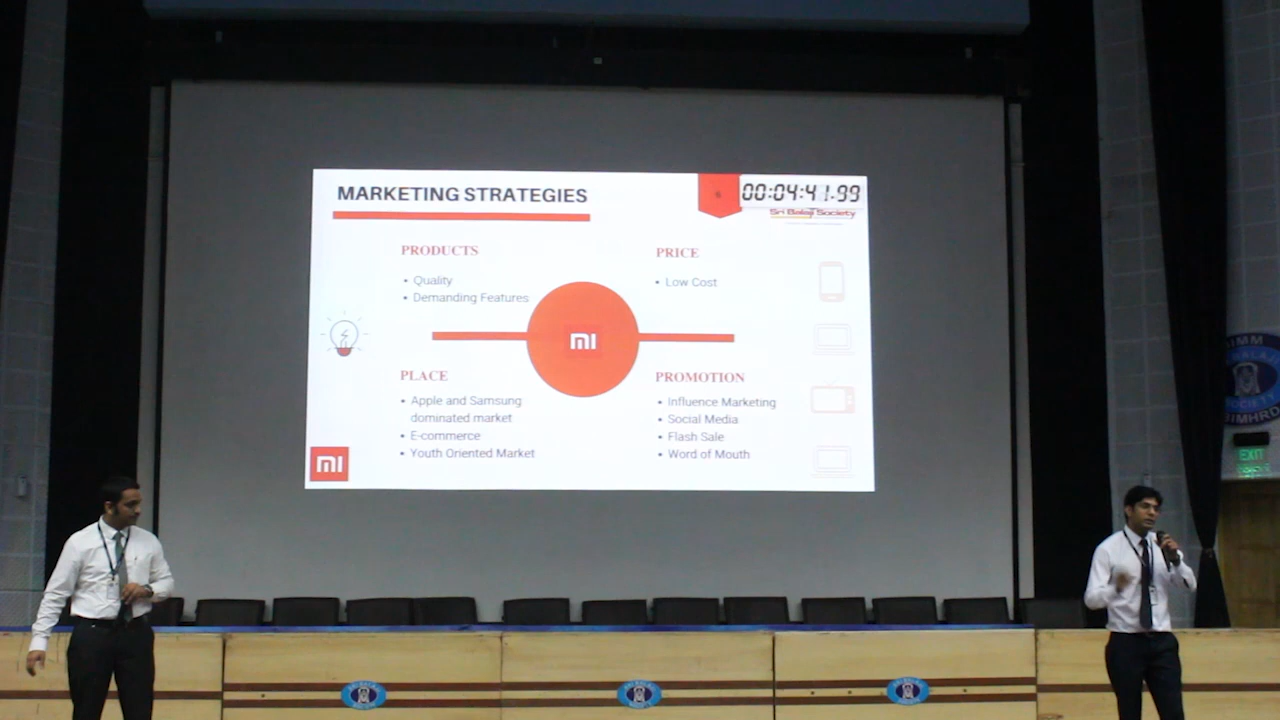 MARKETING STRATEGIES
6
00:04:41.99
Sri Balaji Society
PRODUCTS
• Quality
• Demanding Features
PRICE
• Low Cost
MI
PLACE
• Apple and Samsung
dominated market
• E-commerce
• Youth Oriented Market
PROMOTION
• Influence Marketing
• Social Media
• Flash Sale
• Word of Mouth
MI
SOCIETY
EXIT